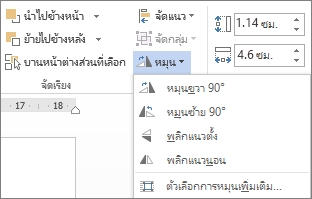 นำไปข้างหน้า
จัดแนว
1.14 ซม.
ย้ายไปข้างหลัง
จัดกลุ่ม
บานหน้าต่างส่วนที่เลือก
หมุน
4.6 ซม.
จัดเรียง
หมุนขวา 90°
17 18
หมุนซ้าย 90°
พลิกแนวตั้ง
พลิกแนวนอน
ตัวเลือกการหมุนเพิ่มเติม...